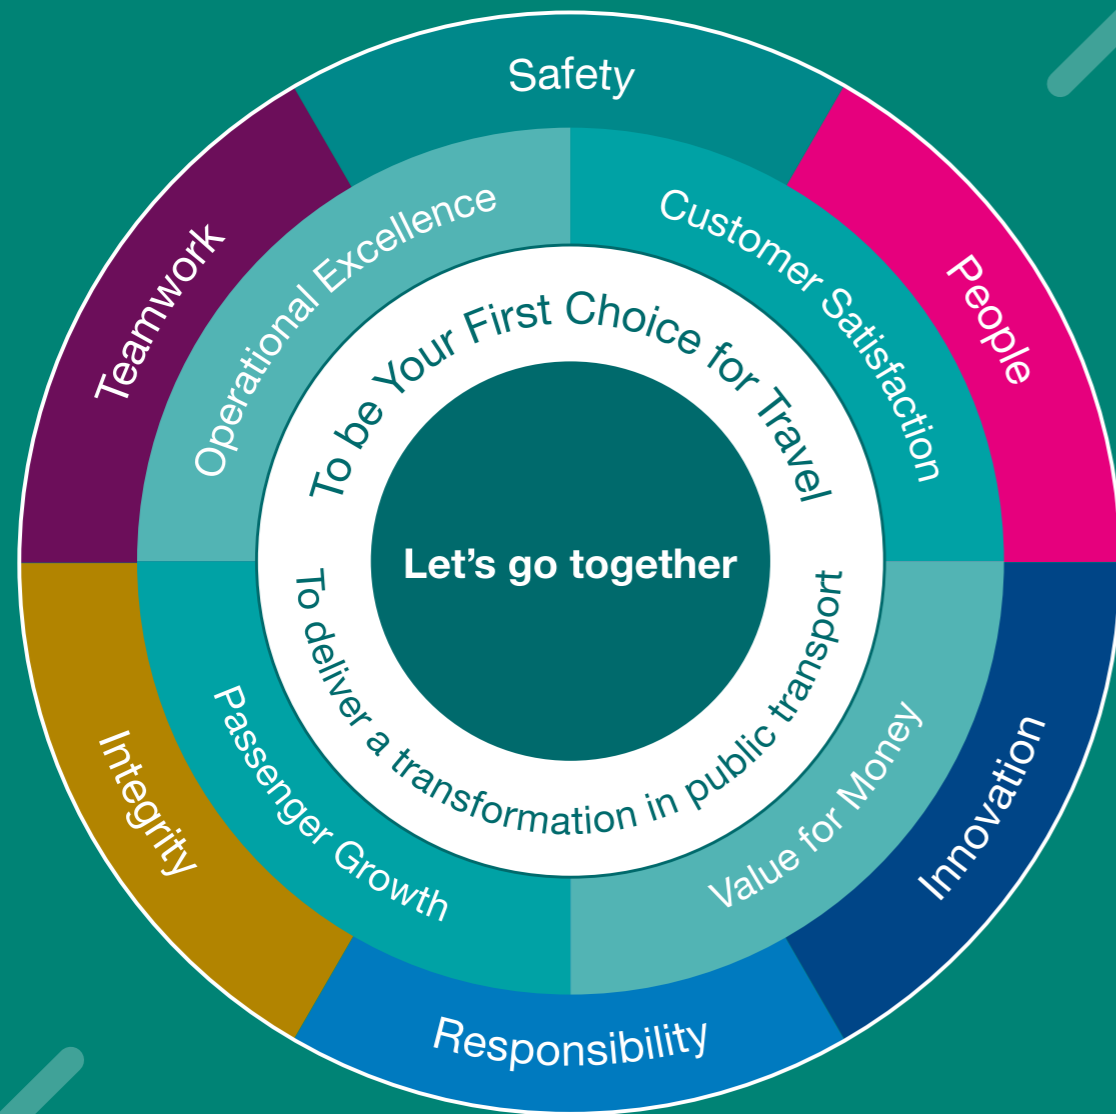 Safety
People
Innovation
Responsibility
Integrity
Teamwork
Operational Excellence
Customer Satisfaction
Value for Money
Passenger Growth
To be Your First Choice for Travel
To deliver a transformation in public transport
Let’s go together